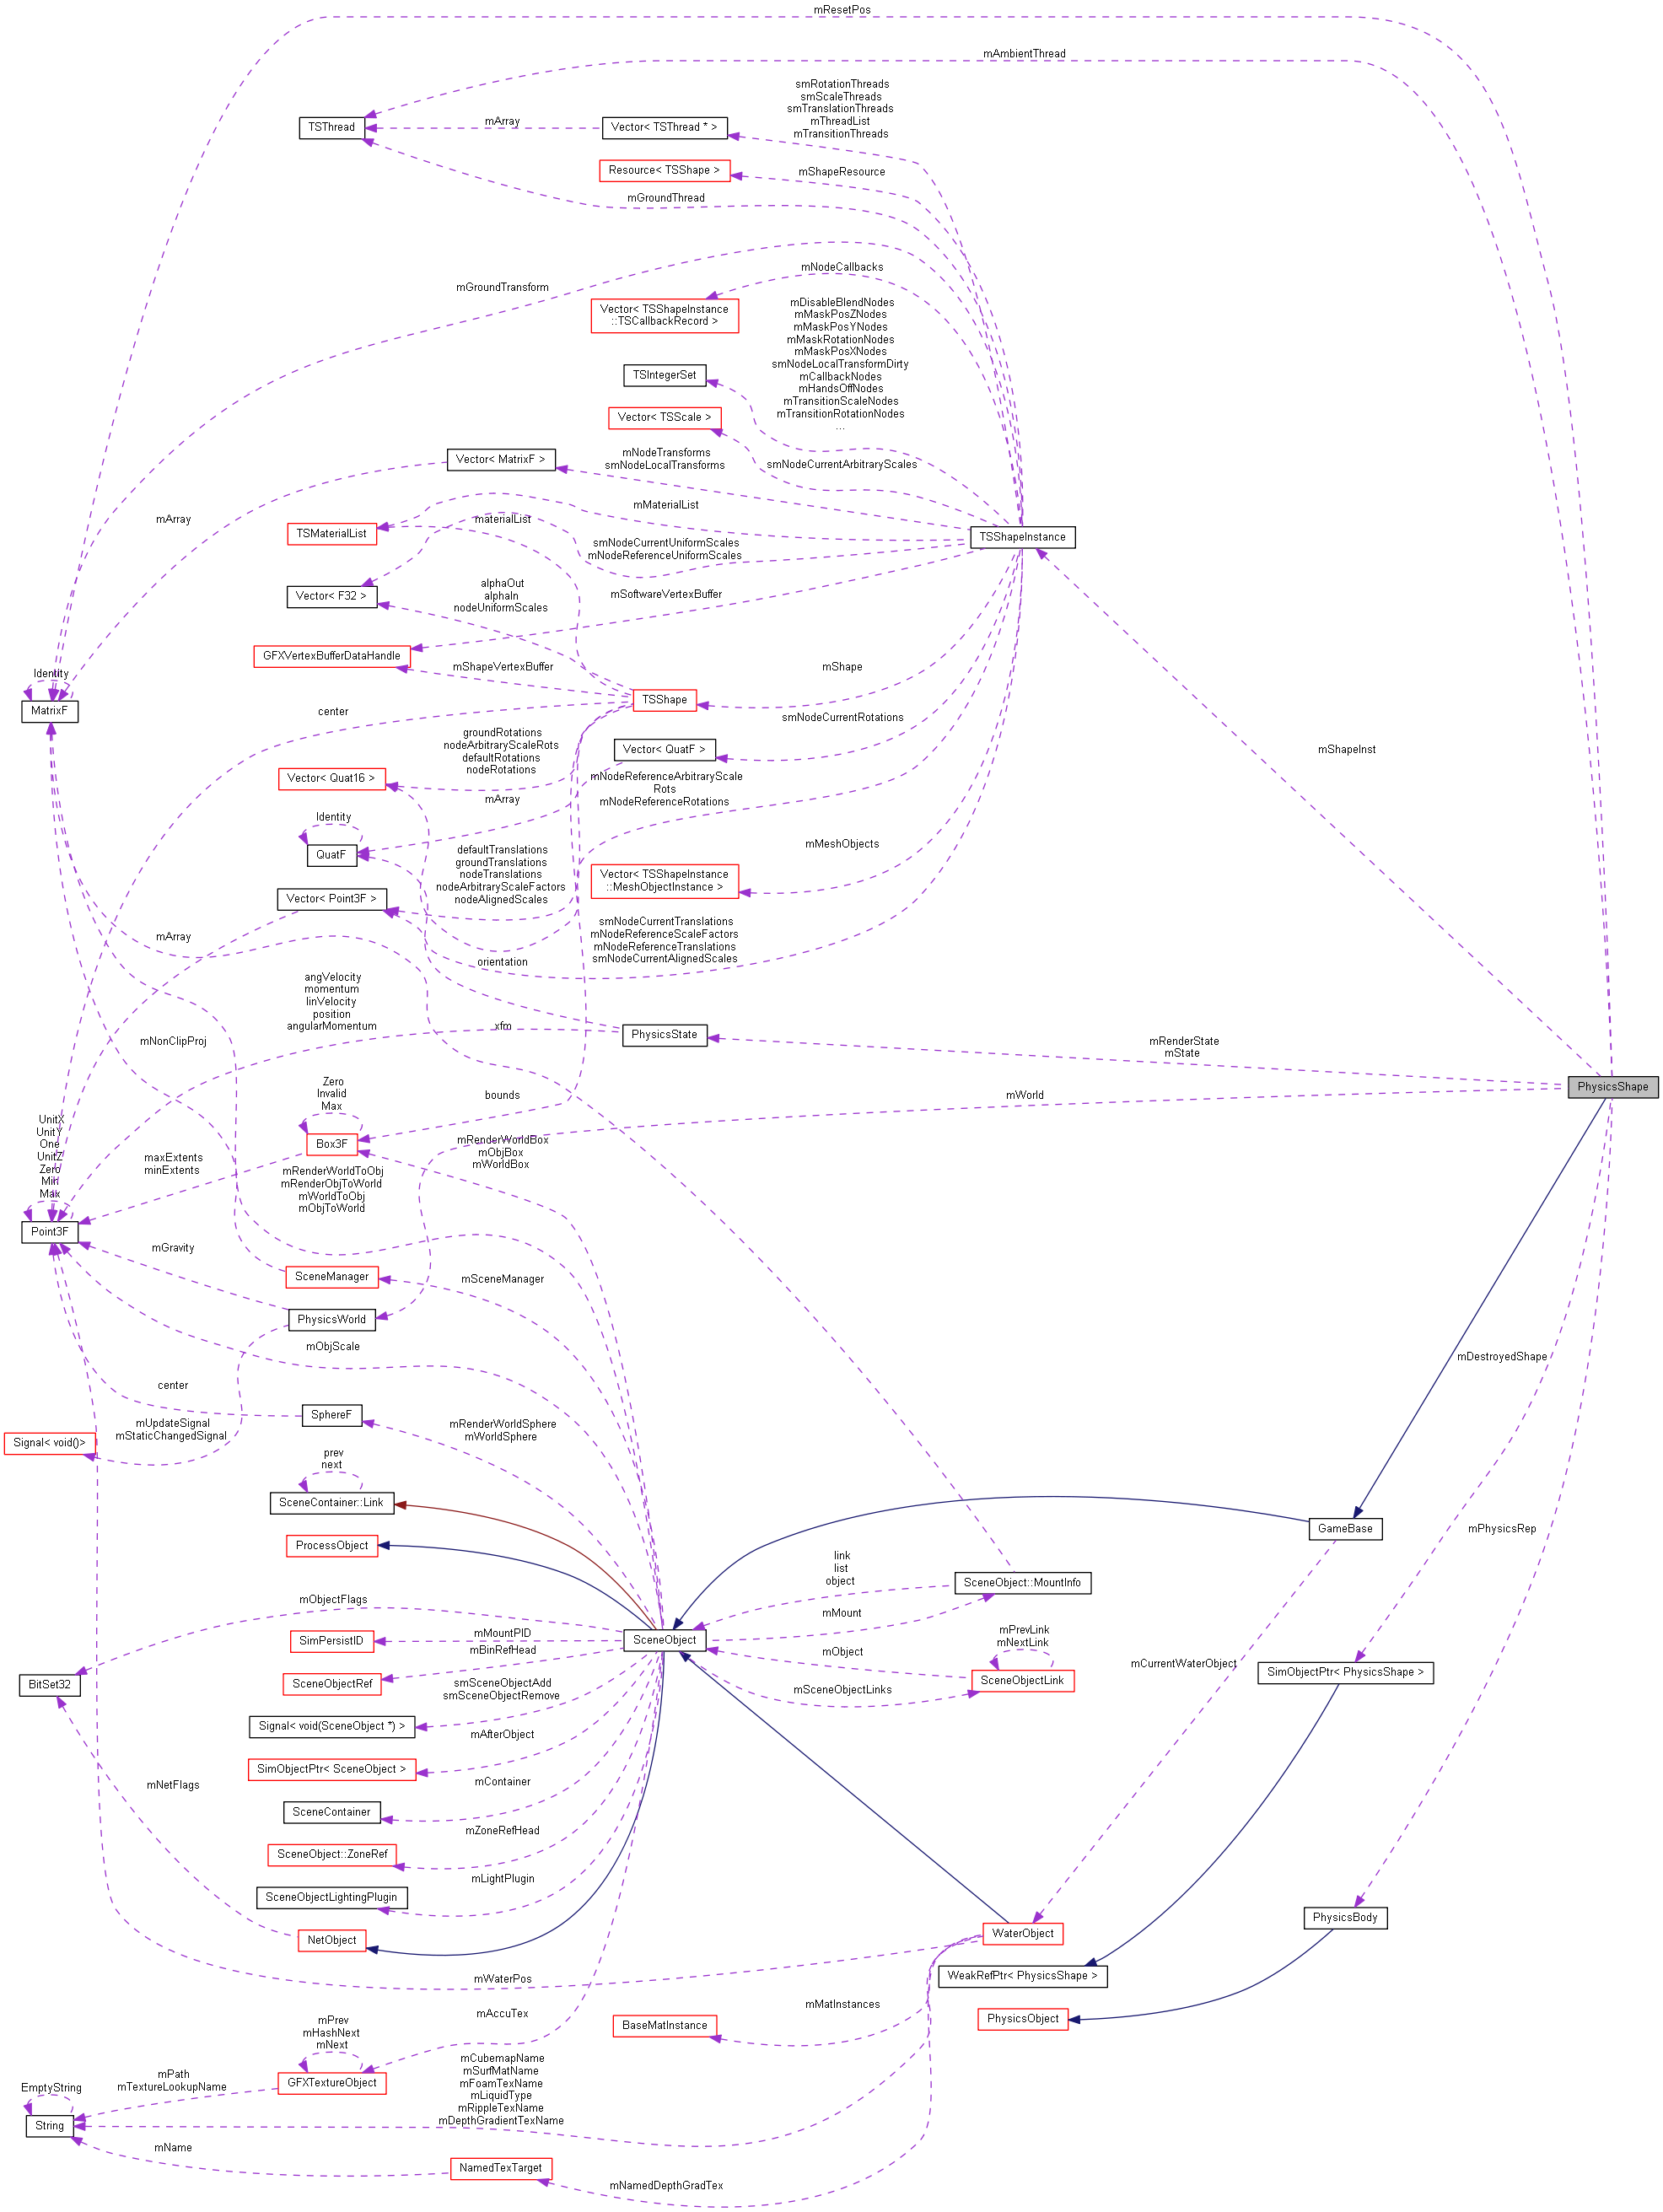 mResetPos
mAmbientThread
smRotationThreads
smScaleThreads
smTranslationThreads
mThreadList
mTransitionThreads
TSThread
mArray
Vector< TSThread * >
Resource< TSShape >
mShapeResource
mGroundThread
mNodeCallbacks
mGroundTransform
Vector< TSShapeInstance
::TSCallbackRecord >
mDisableBlendNodes
mMaskPosZNodes
mMaskPosYNodes
mMaskRotationNodes
mMaskPosXNodes
smNodeLocalTransformDirty
mCallbackNodes
mHandsOffNodes
mTransitionScaleNodes
mTransitionRotationNodes
...
TSIntegerSet
Vector< TSScale >
smNodeCurrentArbitraryScales
Vector< MatrixF >
mNodeTransforms
smNodeLocalTransforms
mArray
mMaterialList
materialList
TSMaterialList
TSShapeInstance
smNodeCurrentUniformScales
mNodeReferenceUniformScales
Vector< F32 >
alphaOut
alphaIn
nodeUniformScales
mSoftwareVertexBuffer
GFXVertexBufferDataHandle
mShapeVertexBuffer
mShape
Identity
MatrixF
center
TSShape
smNodeCurrentRotations
groundRotations
nodeArbitraryScaleRots
defaultRotations
nodeRotations
Vector< QuatF >
mShapeInst
Vector< Quat16 >
mNodeReferenceArbitraryScale
Rots
mNodeReferenceRotations
mArray
Identity
QuatF
mMeshObjects
defaultTranslations
groundTranslations
nodeTranslations
nodeArbitraryScaleFactors
nodeAlignedScales
Vector< TSShapeInstance
::MeshObjectInstance >
Vector< Point3F >
mArray
smNodeCurrentTranslations
mNodeReferenceScaleFactors
mNodeReferenceTranslations
smNodeCurrentAlignedScales
orientation
angVelocity
momentum
linVelocity
position
angularMomentum
xfm
PhysicsState
mNonClipProj
mRenderState
mState
PhysicsShape
Zero
Invalid
Max
bounds
mWorld
UnitX
UnitY
One
UnitZ
Zero
Min
Max
Box3F
maxExtents
minExtents
mRenderWorldBox
mObjBox
mWorldBox
mRenderWorldToObj
mRenderObjToWorld
mWorldToObj
mObjToWorld
Point3F
mGravity
SceneManager
mSceneManager
PhysicsWorld
mObjScale
mDestroyedShape
center
SphereF
mUpdateSignal
mStaticChangedSignal
mRenderWorldSphere
mWorldSphere
Signal< void()>
prev
next
SceneContainer::Link
GameBase
mPhysicsRep
ProcessObject
link
list
object
SceneObject::MountInfo
mObjectFlags
mMount
SimPersistID
mMountPID
SceneObject
mPrevLink
mNextLink
mBinRefHead
mObject
mCurrentWaterObject
SimObjectPtr< PhysicsShape >
BitSet32
SceneObjectRef
mSceneObjectLinks
SceneObjectLink
smSceneObjectAdd
smSceneObjectRemove
Signal< void(SceneObject *) >
mAfterObject
SimObjectPtr< SceneObject >
mNetFlags
mContainer
SceneContainer
mZoneRefHead
SceneObject::ZoneRef
mLightPlugin
SceneObjectLightingPlugin
PhysicsBody
NetObject
WaterObject
mWaterPos
WeakRefPtr< PhysicsShape >
mAccuTex
mMatInstances
BaseMatInstance
PhysicsObject
mPrev
mHashNext
mNext
mPath
mTextureLookupName
GFXTextureObject
mCubemapName
mSurfMatName
mFoamTexName
mLiquidType
mRippleTexName
mDepthGradientTexName
EmptyString
String
mName
NamedTexTarget
mNamedDepthGradTex